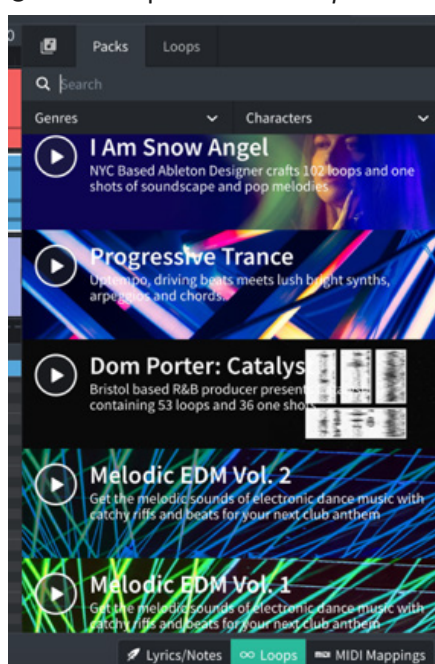 Packs Loops
Search
Genres Characters
I Am Snow Angel
NYC Based Ableton Designer crafts 102 loops and one
shots of soundscape and pop melodies
Progressive Trance
Uptempo, driving beats meets lush bright synths,
arpeggios and chords.
Dom Porter: Catalys
Bristol based R&B producer present
containing 53 loops and 36 one shot
Melodic EDM Vol. 2
Get the melodic sounds of electronic dance music with
catchy riffs and beats for your next club anthem
Melodic EDM Vol. 1
Get the melodic sounds of electronic dance music with
catchy riffs and beats for your next club anthem
Lyrics/Notes Loops MIDI Mappings